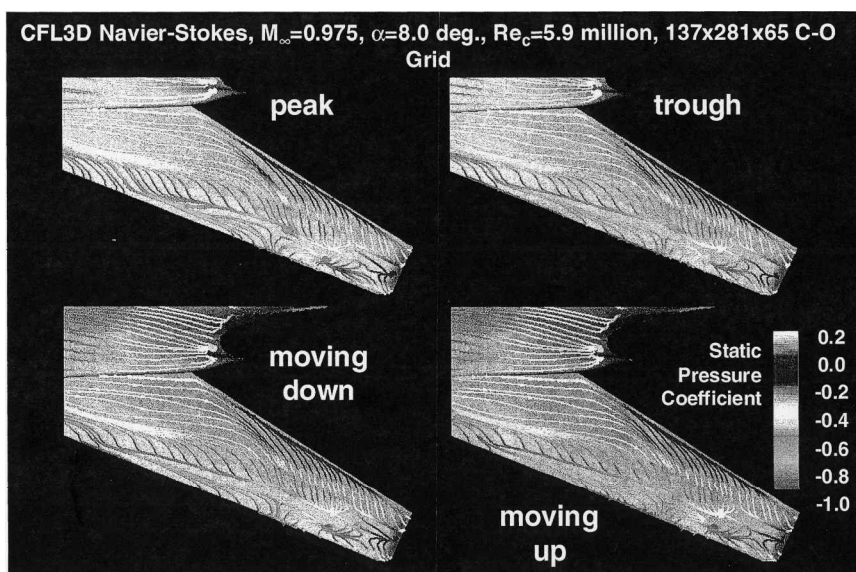 CFL3D Navier-Stokes, M∞=0.975, α=8.0 deg., Rec=5.9 million, 137x281x65 C-O
Grid
peak
trough
moving
down
moving
up
Static
Pressure
Coefficient
0.2
0.0
-0.2
-0.4
-0.6
-0.8
-1.0